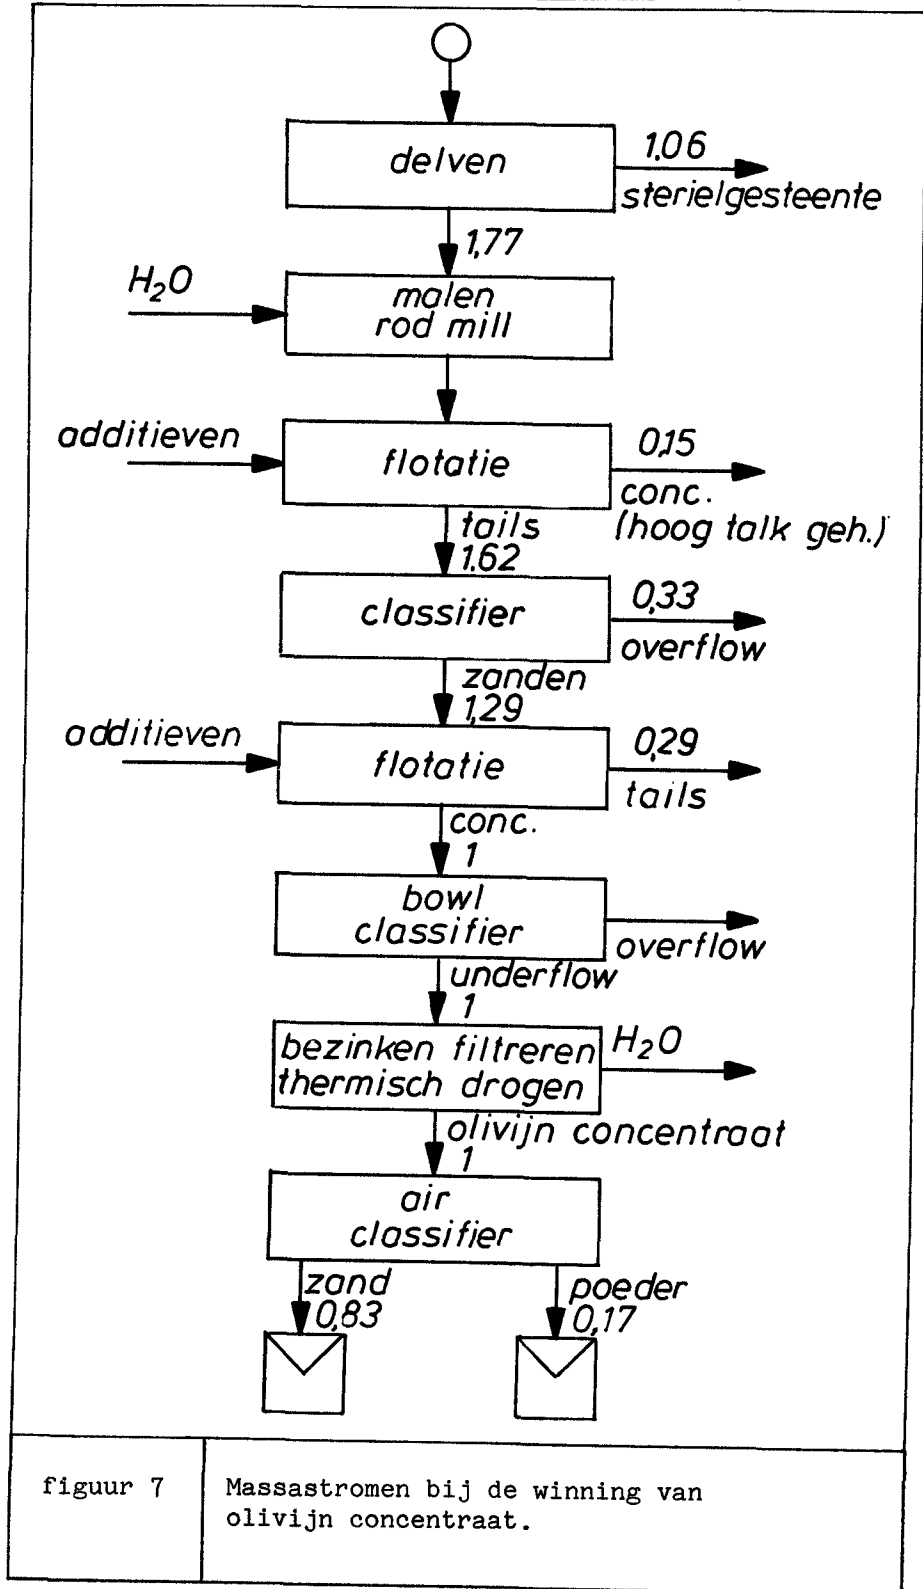 delven
1,06
sterielgesteente
1,77
H₂O
malen
rod mill
additieven
flotatie
0,15
conc.
(hoog talk geh.)
tails
1.62
classifier
0,33
overflow
zanden
1,29
additieven
flotatie
0,29
tails
conc.
1
bowl
classifier
overflow
underflow
1
bezinken filtreren
thermisch drogen
H₂O
olivijn concentraat
1
air
classifier
zand
0,83
poeder
0,17
figuur 7
Massastromen bij de winning van
olivijn concentraat.